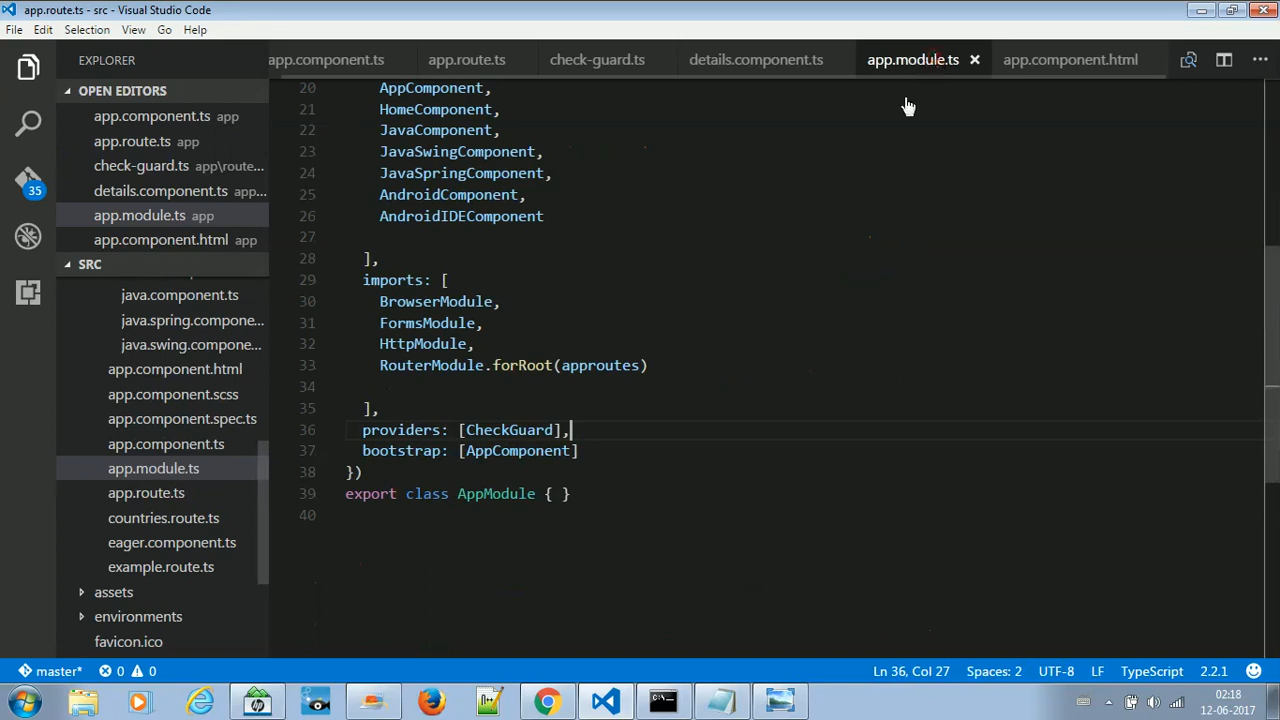 app.route.ts - src - Visual Studio Code
File Edit Selection View Go Help
EXPLORER
app.component.ts app.route.ts check-guard.ts details.component.ts app.module.ts app.component.html
OPEN EDITORS
app.component.ts app
app.route.ts app
check-guard.ts app\route...
details.component.ts app...
app.module.ts app
app.component.html app
35
SRC
java.component.ts
java.spring.compone...
java.swing.compone...
app.component.html
app.component.scss
app.component.spec.ts
app.component.ts
app.module.ts
app.route.ts
countries.route.ts
eager.component.ts
example.route.ts
assets
environments
favicon.ico
20 AppComponent,
21 HomeComponent,
22 JavaComponent,
23 JavaSwingComponent,
24 JavaSpringComponent,
25 AndroidComponent,
26 AndroidIDEComponent
27
28 ],
29 imports: [
30 BrowserModule,
31 FormsModule,
32 HttpModule,
33 RouterModule.forRoot(approutes)
34
35 ],
36 providers: [CheckGuard],
37 bootstrap: [AppComponent]
38 })
39 export class AppModule { }
40
master* 0 0 Ln 36, Col 27 Spaces: 2 UTF-8 LF TypeScript 2.2.1
02:18
12-06-2017